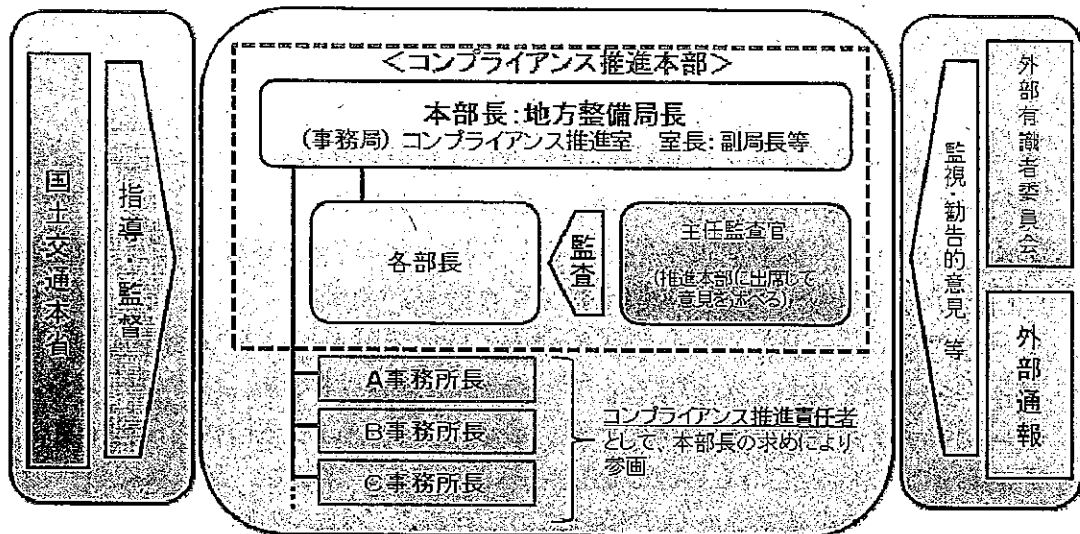 国土交通本省
指導・監督
<コンプライアンス推進本部>
本部長:地方整備局長
(事務局) コンプライアンス推進室 室長:副局長等
各部長
監査
主任監査官
(推進本部に出席して
意見を述べる)
A事務所長
B事務所長
C事務所長
コンプライアンス推進責任者
として、本部長の求めにより
参画
監視・勧告的意見 等
外部有識者委員会
外部通報